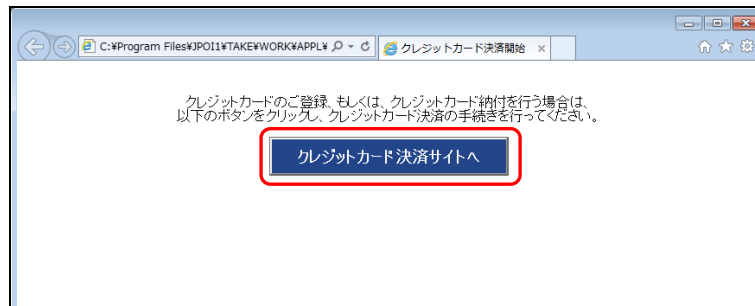 C:¥Program Files¥JPOI1¥TAKE¥WORK¥APPL¥
クレジットカード決済開始
クレジットカードのご登録、もしくは、クレジットカード納付を行う場合は、
以下のボタンをクリックし、クレジットカード決済の手続きを行ってください。
クレジットカード決済サイトへ